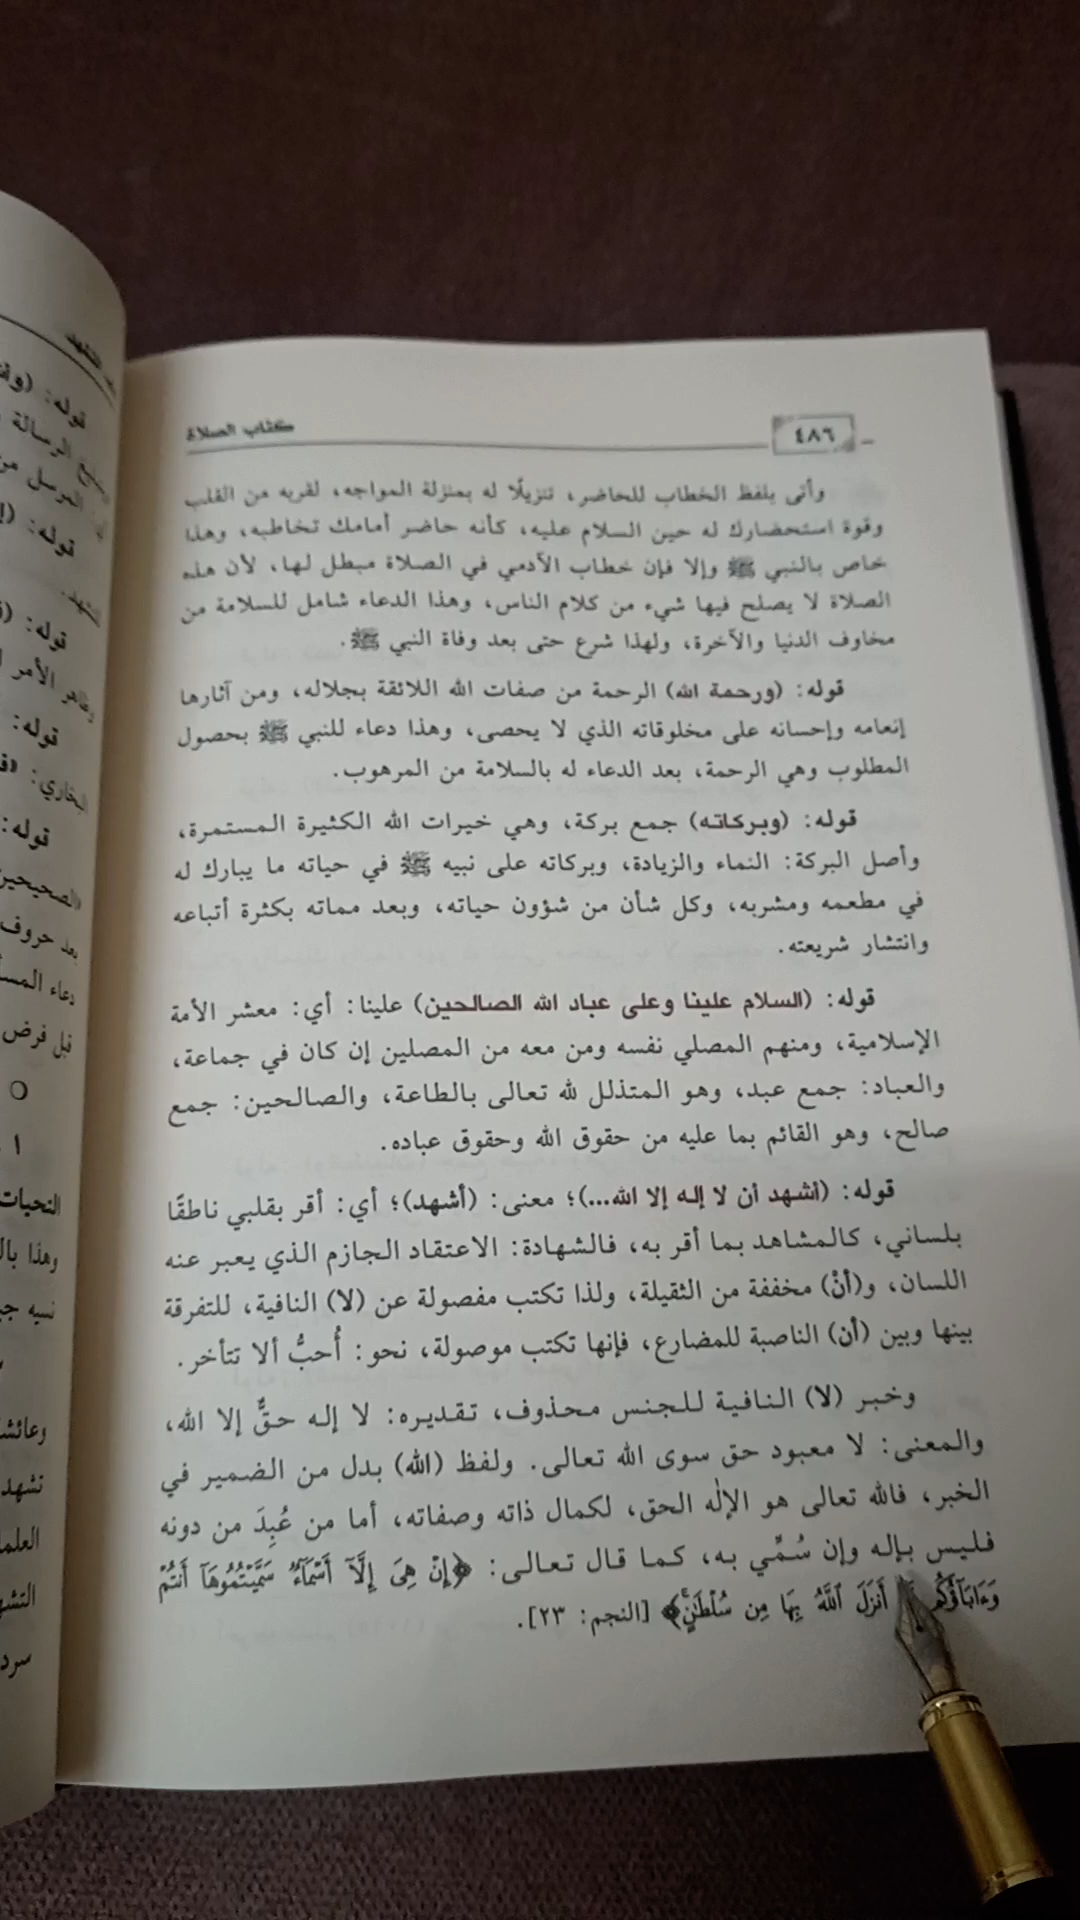 ٤٨٦
كتاب الصلاة
وأتى بلفظ الخطاب للحاضر، تنزيلًا له بمنزلة المواجه، لقربه من القلب
وقوة استحضارك له حين السلام عليه، كأنه حاضر أمامك تخاطبه، وهذا
خاص بالنبي ﷺ وإلا فإن خطاب الآدمي في الصلاة مبطل لها، لأن هذه
الصلاة لا يصلح فيها شيء من كلام الناس، وهذا الدعاء شامل للسلامة من
مخاوف الدنيا والآخرة، ولهذا شرع حتى بعد وفاة النبي ﷺ.
قوله: (ورحمة الله) الرحمة من صفات الله اللائقة بجلاله، ومن آثارها
إنعامه وإحسانه على مخلوقاته الذي لا يحصى، وهذا دعاء للنبي ﷺ بحصول
المطلوب وهي الرحمة، بعد الدعاء له بالسلامة من المرهوب.
قوله: (وبركاته) جمع بركة، وهي خيرات الله الكثيرة المستمرة،
وأصل البركة: النماء والزيادة، وبركاته على نبيه ﷺ في حياته ما يبارك له
في مطعمه ومشربه، وكل شأن من شؤون حياته، وبعد مماته بكثرة أتباعه
وانتشار شريعته.
قوله: (السلام علينا وعلى عباد الله الصالحين) علينا: أي: معشر الأمة
الإسلامية، ومنهم المصلي نفسه ومن معه من المصلين إن كان في جماعة،
والعباد: جمع عبد، وهو المتذلل لله تعالى بالطاعة، والصالحين: جمع
صالح، وهو القائم بما عليه من حقوق الله وحقوق عباده.
قوله: (أشهد أن لا إله إلا الله...)؛ معنى: (أشهد)؛ أي: أقر بقلبي ناطقًا
بلساني، كالمشاهد بما أقر به، فالشهادة: الاعتقاد الجازم الذي يعبر عنه
اللسان، و(أنْ) مخففة من الثقيلة، ولذا تكتب مفصولة عن (لا) النافية، للتفرقة
بينها وبين (أن) الناصبة للمضارع، فإنها تكتب موصولة، نحو: أُحبُّ ألا تتأخر.
وخبر (لا) النافية للجنس محذوف، تقديره: لا إله حقٌّ إلا الله،
والمعنى: لا معبود حق سوى الله تعالى. ولفظ (الله) بدل من الضمير في
الخبر، فالله تعالى هو الإلٰه الحق، لكمال ذاته وصفاته، أما من عُبِدَ من دونه
فليس بإله وإن سُمِّي به، كما قال تعالى: ﴿إِنْ هِىَ إِلَّآ أَسْمَآءٌ سَمَّيْتُمُوهَآ أَنتُمْ
وَءَابَآؤُكُم أَنزَلَ ٱللَّهُ بِهَا مِن سُلْطَٰنٍ﴾ [النجم: ٢٣].